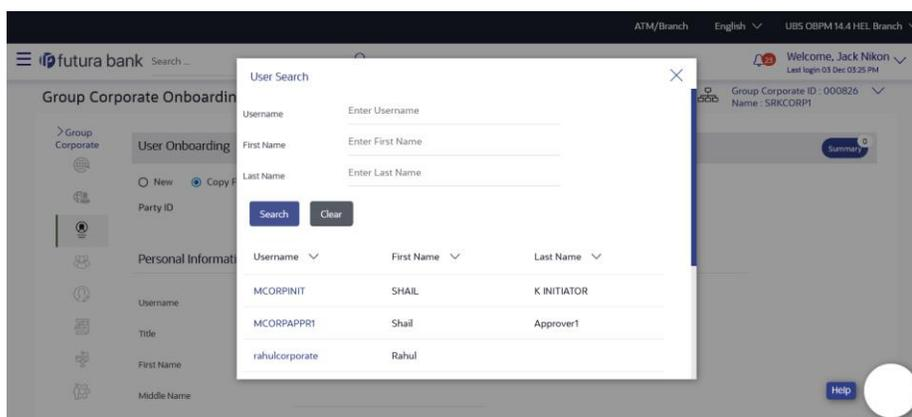 ATM/Branch English UBS OBPM 14.4 HEL Branch
futura bank Search ... 23 Welcome, Jack Nikon
Last login 03 Dec 03:25 PM
User Search
Group Corporate Onboardin
Group Corporate ID : 000826
Name : SRKCORP1
Username Enter Username
> Group
Corporate
User Onboarding
First Name Enter First Name
Summary 0
Last Name Enter Last Name
New Copy F
Party ID
Search Clear
Username First Name Last Name
Personal Informati
MCORPINIT SHAIL K INITIATOR
Username
MCORPAPPR1 Shail Approver1
Title
rahulcorporate Rahul
First Name
Middle Name
Help